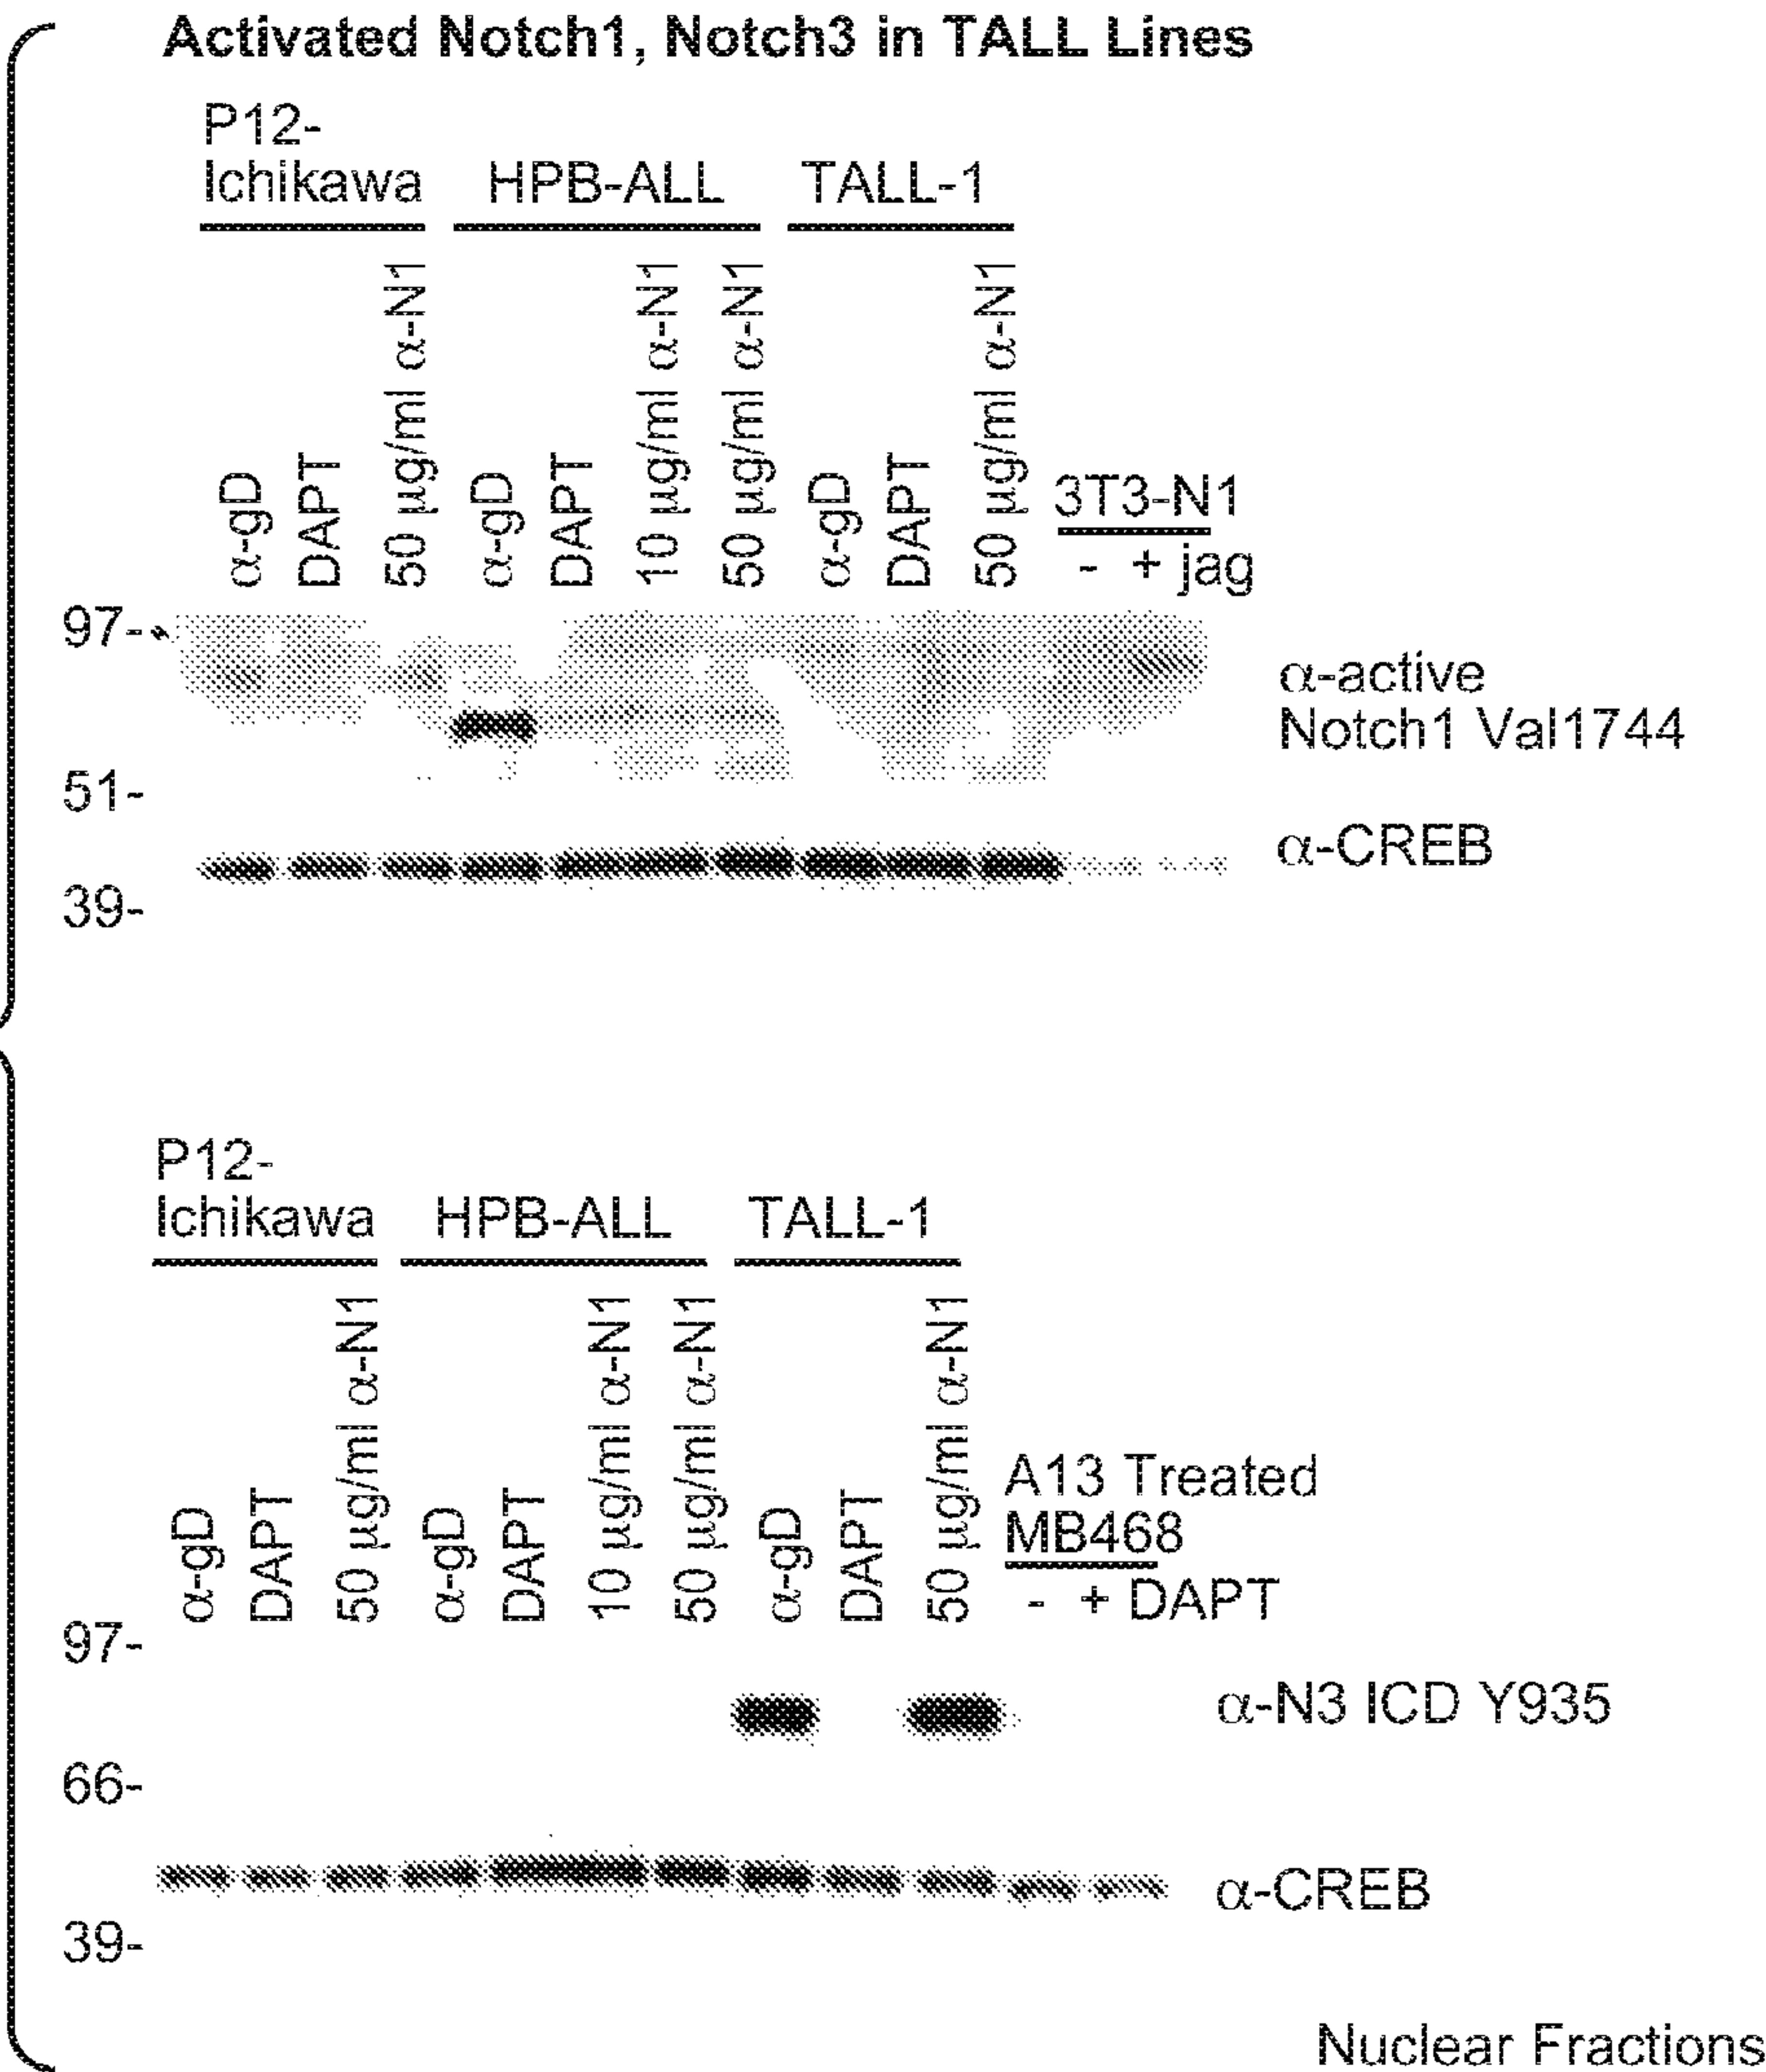 Activated Notch1, Notch3 in TALL Lines
P12-
Ichikawa
HPB-ALL
TALL-1
α-gD
DAPT
50 µg/ml α-N1
α-gD
DAPT
10 µg/ml α-N1
50 µg/ml α-N1
α-gD
DAPT
50 µg/ml α-N1
3T3-N1
- + jag
97-
51-
39-
α-active
Notch1 Val1744
α-CREB
P12-
Ichikawa
HPB-ALL
TALL-1
α-gD
DAPT
50 µg/ml α-N1
α-gD
DAPT
10 µg/ml α-N1
50 µg/ml α-N1
α-gD
DAPT
50 µg/ml α-N1
A13 Treated
MB468
- + DAPT
97-
66-
39-
α-N3 ICD Y935
α-CREB
Nuclear Fractions